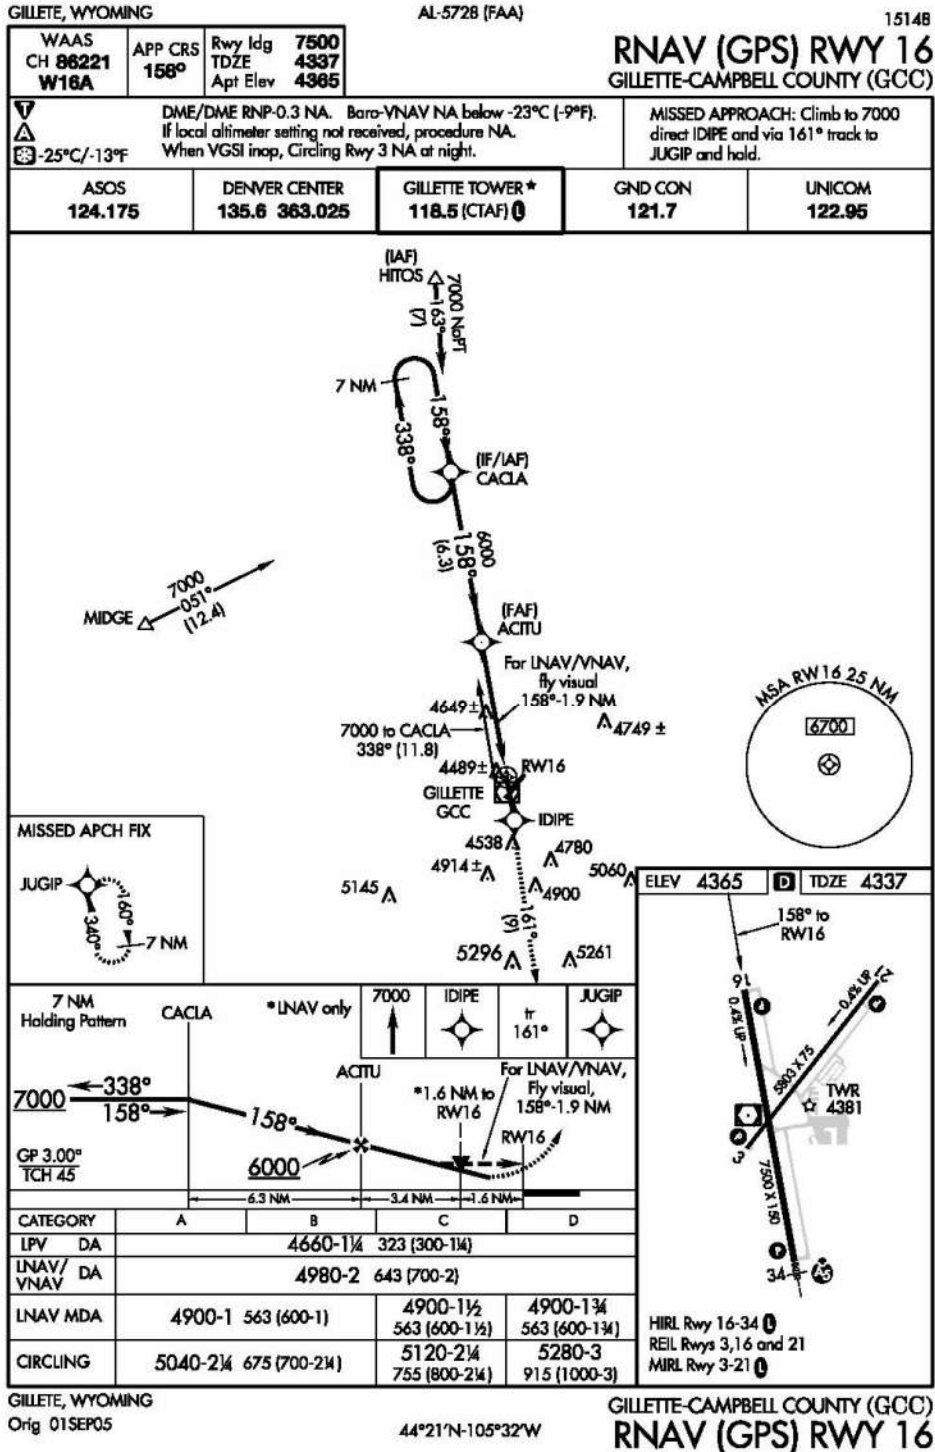 GILLETE, WYOMING
AL-5728 (FAA)
15148
WAAS
CH 86221
W16A
APP CRS
158°
Rwy ldg 7500
TDZE 4337
Apt Elev 4365
RNAV (GPS) RWY 16
GILLETTE-CAMPBELL COUNTY (GCC)
T
A
-25°C/-13°F
DME/DME RNP-0.3 NA. Baro-VNAV NA below -23°C (-9°F).
If local altimeter setting not received, procedure NA.
When VGSI inop, Circling Rwy 3 NA at night.
MISSED APPROACH: Climb to 7000
direct IDIPE and via 161° track to
JUGIP and hold.
ASOS
124.175
DENVER CENTER
135.6 363.025
GILLETTE TOWER *
118.5 (CTAF) L
GND CON
121.7
UNICOM
122.95
(IAF)
HITOS
7000 NoPT
163°
(7)
7 NM
158°
338°
(IF/IAF)
CACLA
6000
158°
(6.3)
7000
051°
(12.4)
MIDGE
(FAF)
ACITU
For LNAV/VNAV,
fly visual
158°-1.9 NM
4649 ±
4749 ±
7000 to CACLA
338° (11.8)
4489 ±
RW16
GILLETTE
GCC
IDIPE
4538
4780
4914 ±
5060
4900
5145
161°
(9)
5296
5261
MSA RW16 25 NM
6700
MISSED APCH FIX
JUGIP
160°
340°
7 NM
ELEV 4365
D
TDZE 4337
158° to
RW16
16
21
0.4% UP
0.4% UP
5803 X 75
TWR
4381
3
7500 X 150
34
A5
HIRL Rwy 16-34 L
REIL Rwys 3,16 and 21
MIRL Rwy 3-21 L
7 NM
Holding Pattern
CACLA
*LNAV only
7000
IDIPE
tr
161°
JUGIP
ACITU
For LNAV/VNAV,
Fly visual,
158°-1.9 NM
*1.6 NM to
RW16
RW16
7000
338°
158°
158°
6000
GP 3.00°
TCH 45
6.3 NM
3.4 NM
1.6 NM
CATEGORY A B C D
LPV DA 4660-1¼ 323 (300-1¼)
LNAV/
VNAV DA 4980-2 643 (700-2)
LNAV MDA 4900-1 563 (600-1)
4900-1½
563 (600-1½)
4900-1¾
563 (600-1¾)
CIRCLING 5040-2¼ 675 (700-2¼)
5120-2¼
755 (800-2¼)
5280-3
915 (1000-3)
GILLETE, WYOMING
Orig 01SEP05
44°21'N-105°32'W
GILLETTE-CAMPBELL COUNTY (GCC)
RNAV (GPS) RWY 16